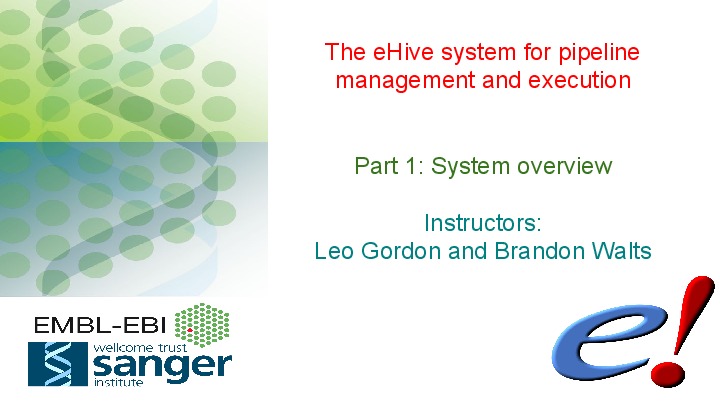 The eHive system for pipeline
management and execution
Part 1: System overview
Instructors:
Leo Gordon and Brandon Walts
EMBL-EBI
wellcome trust
sanger
institute
e!